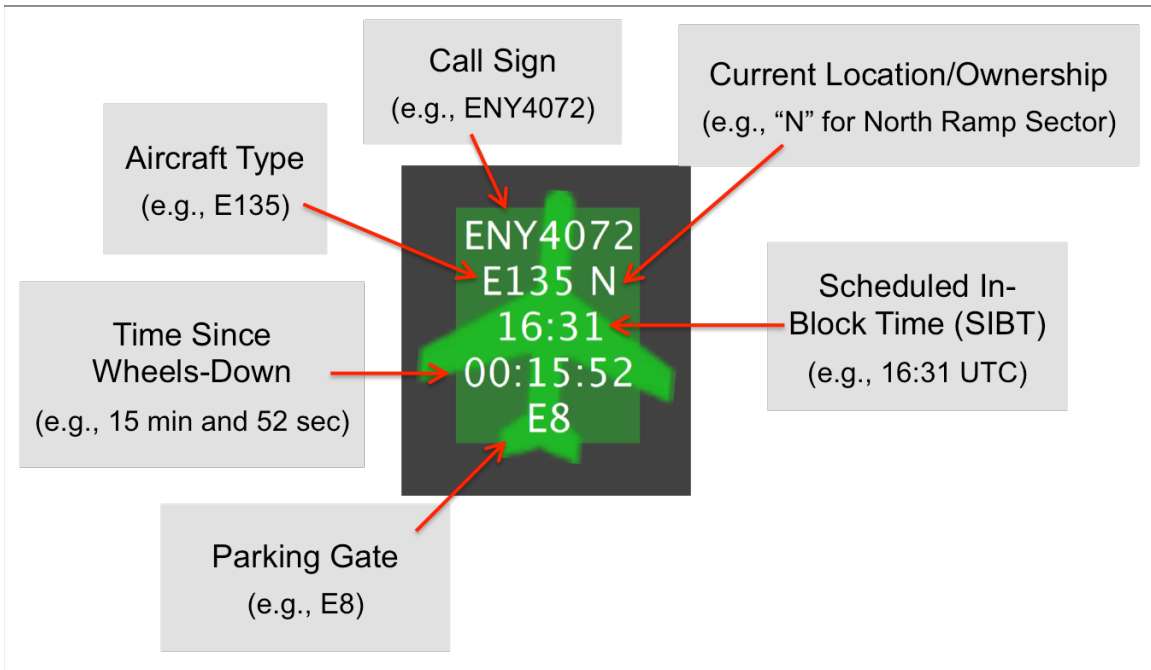 Call Sign
(e.g., ENY4072)
Current Location/Ownership
(e.g., “N” for North Ramp Sector)
Aircraft Type
(e.g., E135)
ENY4072
E135 N
16:31
00:15:52
E8
Scheduled In-
Block Time (SIBT)
(e.g., 16:31 UTC)
Time Since
Wheels-Down
(e.g., 15 min and 52 sec)
Parking Gate
(e.g., E8)